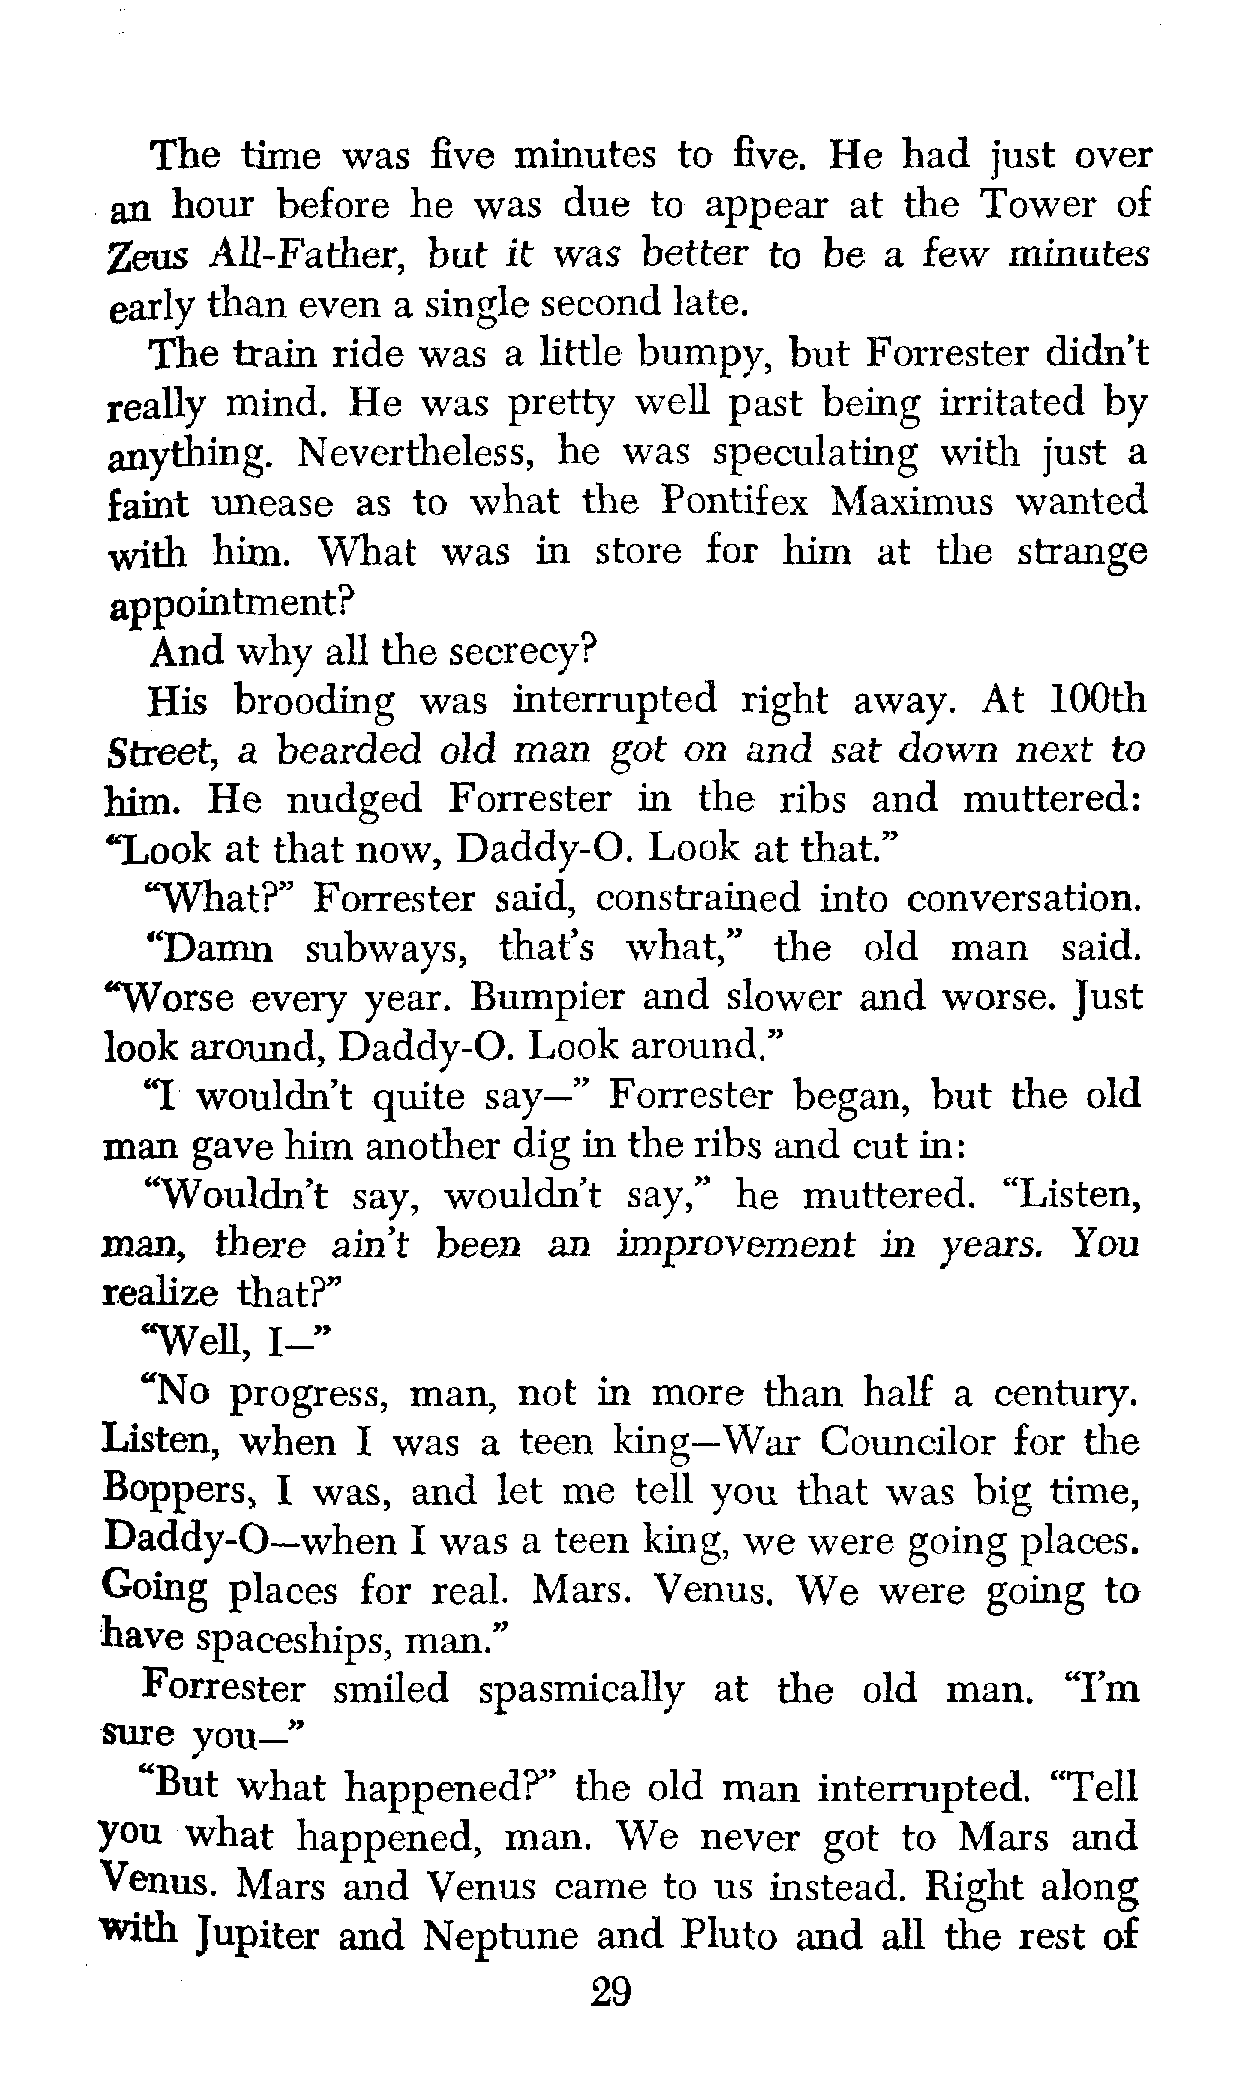 The time was five minutes to five. He had just over
an hour before he was due to appear at the Tower of
Zeus All-Father, but it was better to be a few minutes
early than even a single second late.
The train ride was a little bumpy, but Forrester didn't
really mind. He was pretty well past being irritated by
anything. Nevertheless, he was speculating with just a
faint unease as to what the Pontifex Maximus wanted
with him. What was in store for him at the strange
appointment?
And why all the secrecy?
His brooding was interrupted right away. At 100th
Street, a bearded old man got on and sat down next to
him. He nudged Forrester in the ribs and muttered:
“Look at that now, Daddy-O. Look at that.”
“What?” Forrester said, constrained into conversation.
“Damn subways, that's what,” the old man said.
“Worse every year. Bumpier and slower and worse. Just
look around, Daddy-O. Look around.”
“I wouldn't quite say—” Forrester began, but the old
man gave him another dig in the ribs and cut in:
“Wouldn't say, wouldn't say,” he muttered. “Listen,
man, there ain't been an improvement in years. You
realize that?”
“Well, I—”
“No progress, man, not in more than half a century.
Listen, when I was a teen king—War Councilor for the
Boppers, I was, and let me tell you that was big time,
Daddy-O—when I was a teen king, we were going places.
Going places for real. Mars. Venus. We were going to
have spaceships, man.”
Forrester smiled spasmically at the old man. “I'm
sure you—”
“But what happened?” the old man interrupted. “Tell
you what happened, man. We never got to Mars and
Venus. Mars and Venus came to us instead. Right along
with Jupiter and Neptune and Pluto and all the rest of
29